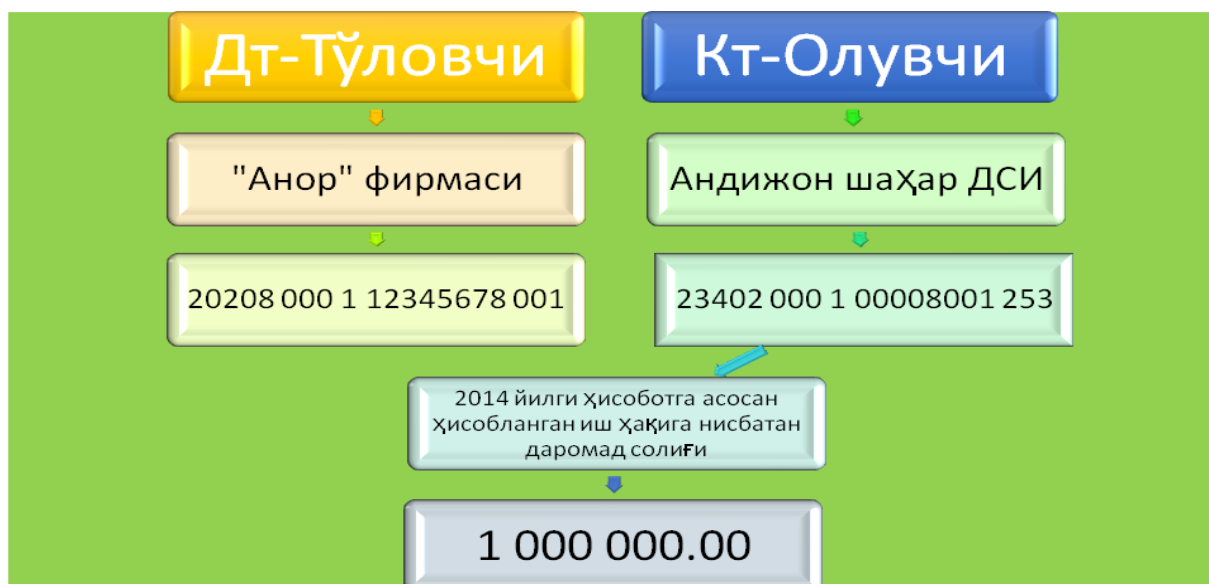 Дт-Тўловчи
Кт-Олувчи
"Анор" фирмаси
Андижон шаҳар ДСИ
20208 000 1 12345678 001
23402 000 1 00008001 253
2014 йилги ҳисоботга асосан
ҳисобланган иш ҳақига нисбатан
даромад солиғи
1 000 000.00